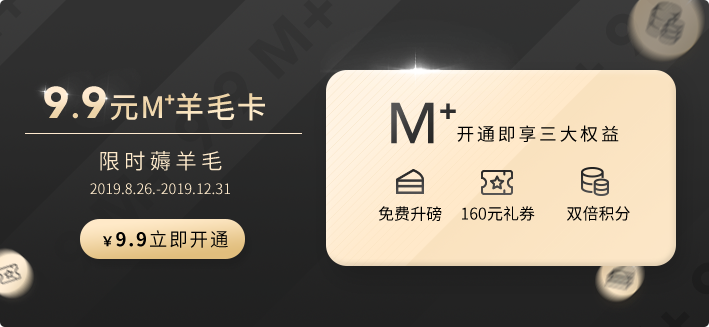 9.9元M+羊毛卡
限时薅羊毛
2019.8.26.-2019.12.31
¥9.9立即开通
M+开通即享三大权益
免费升磅
160元礼券
双倍积分